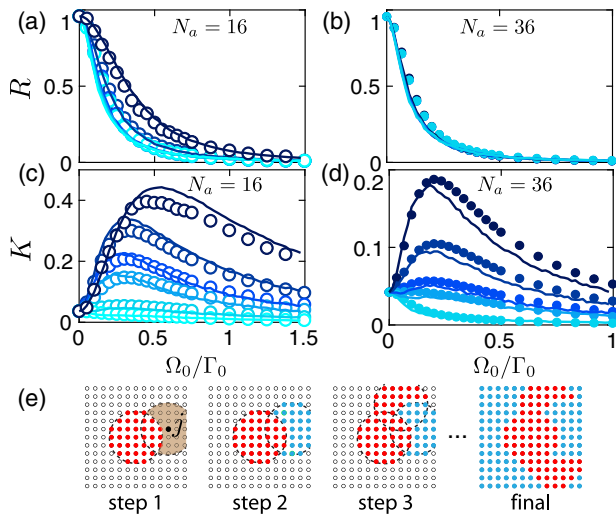 (a) N_a = 16
(b) N_a = 36
R
1
0.5
0
1
0.5
0
(c) N_a = 16
(d) N_a = 36
K
0.4
0.2
0
0.2
0.1
0
0 0.5 1 1.5
0 0.5 1
Ω_0/Γ_0
Ω_0/Γ_0
(e)
j
...
step 1 step 2 step 3 final